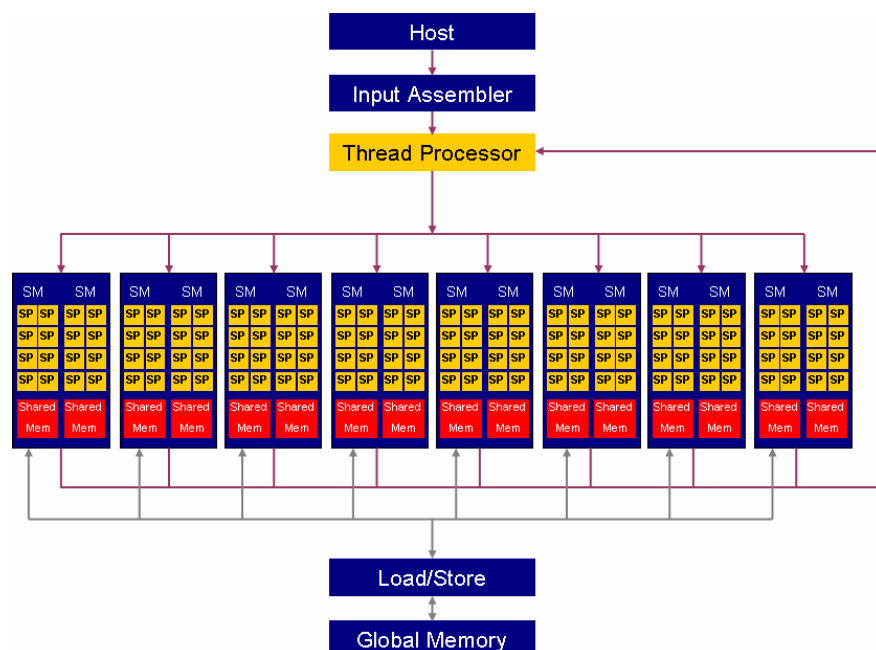 Host
Input Assembler
Thread Processor
SM SM SM SM SM SM SM SM SM SM SM SM SM SM SM SM
SP SP SP SP SP SP SP SP SP SP SP SP SP SP SP SP SP SP SP SP SP SP SP SP SP SP SP SP SP SP SP SP
SP SP SP SP SP SP SP SP SP SP SP SP SP SP SP SP SP SP SP SP SP SP SP SP SP SP SP SP SP SP SP SP
SP SP SP SP SP SP SP SP SP SP SP SP SP SP SP SP SP SP SP SP SP SP SP SP SP SP SP SP SP SP SP SP
SP SP SP SP SP SP SP SP SP SP SP SP SP SP SP SP SP SP SP SP SP SP SP SP SP SP SP SP SP SP SP SP
Shared Shared Shared Shared Shared Shared Shared Shared Shared Shared Shared Shared Shared Shared Shared Shared
Mem Mem Mem Mem Mem Mem Mem Mem Mem Mem Mem Mem Mem Mem Mem Mem
Load/Store
Global Memory